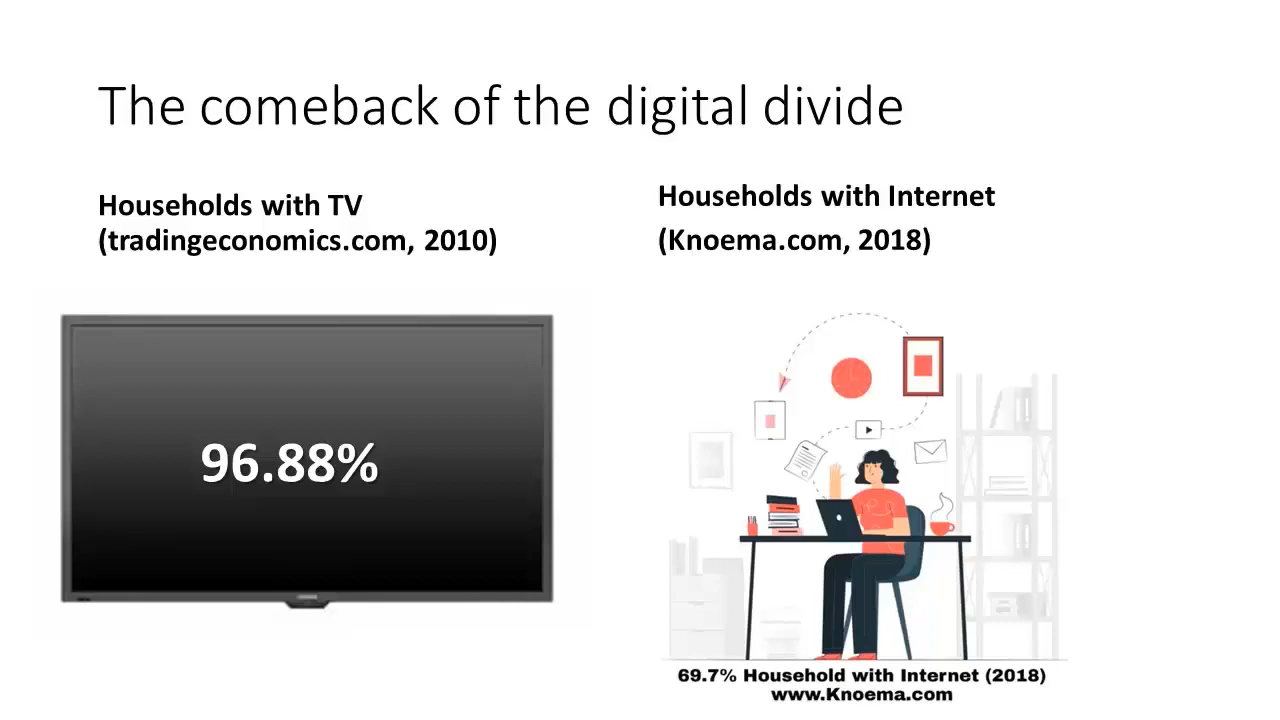 The comeback of the digital divide
Households with TV
(tradingeconomics.com, 2010)
Households with Internet
(Knoema.com, 2018)
96.88%
69.7% Household with Internet (2018)
www.Knoema.com